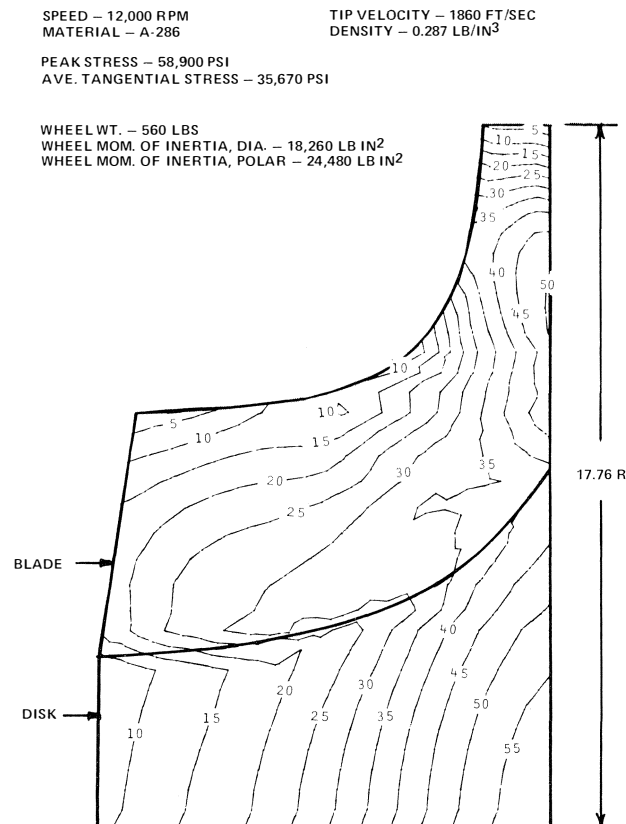 SPEED – 12,000 RPM
TIP VELOCITY – 1860 FT/SEC
MATERIAL – A-286
DENSITY – 0.287 LB/IN3
PEAK STRESS – 58,900 PSI
AVE. TANGENTIAL STRESS – 35,670 PSI
WHEEL WT. – 560 LBS
WHEEL MOM. OF INERTIA, DIA. – 18,260 LB IN2
WHEEL MOM. OF INERTIA, POLAR – 24,480 LB IN2
5
10
15
25
30
35
40
50
45
10
5
10
10
15
35
17.76 R
20
30
25
BLADE
40
45
20
30
50
DISK
15
25
35
10
55